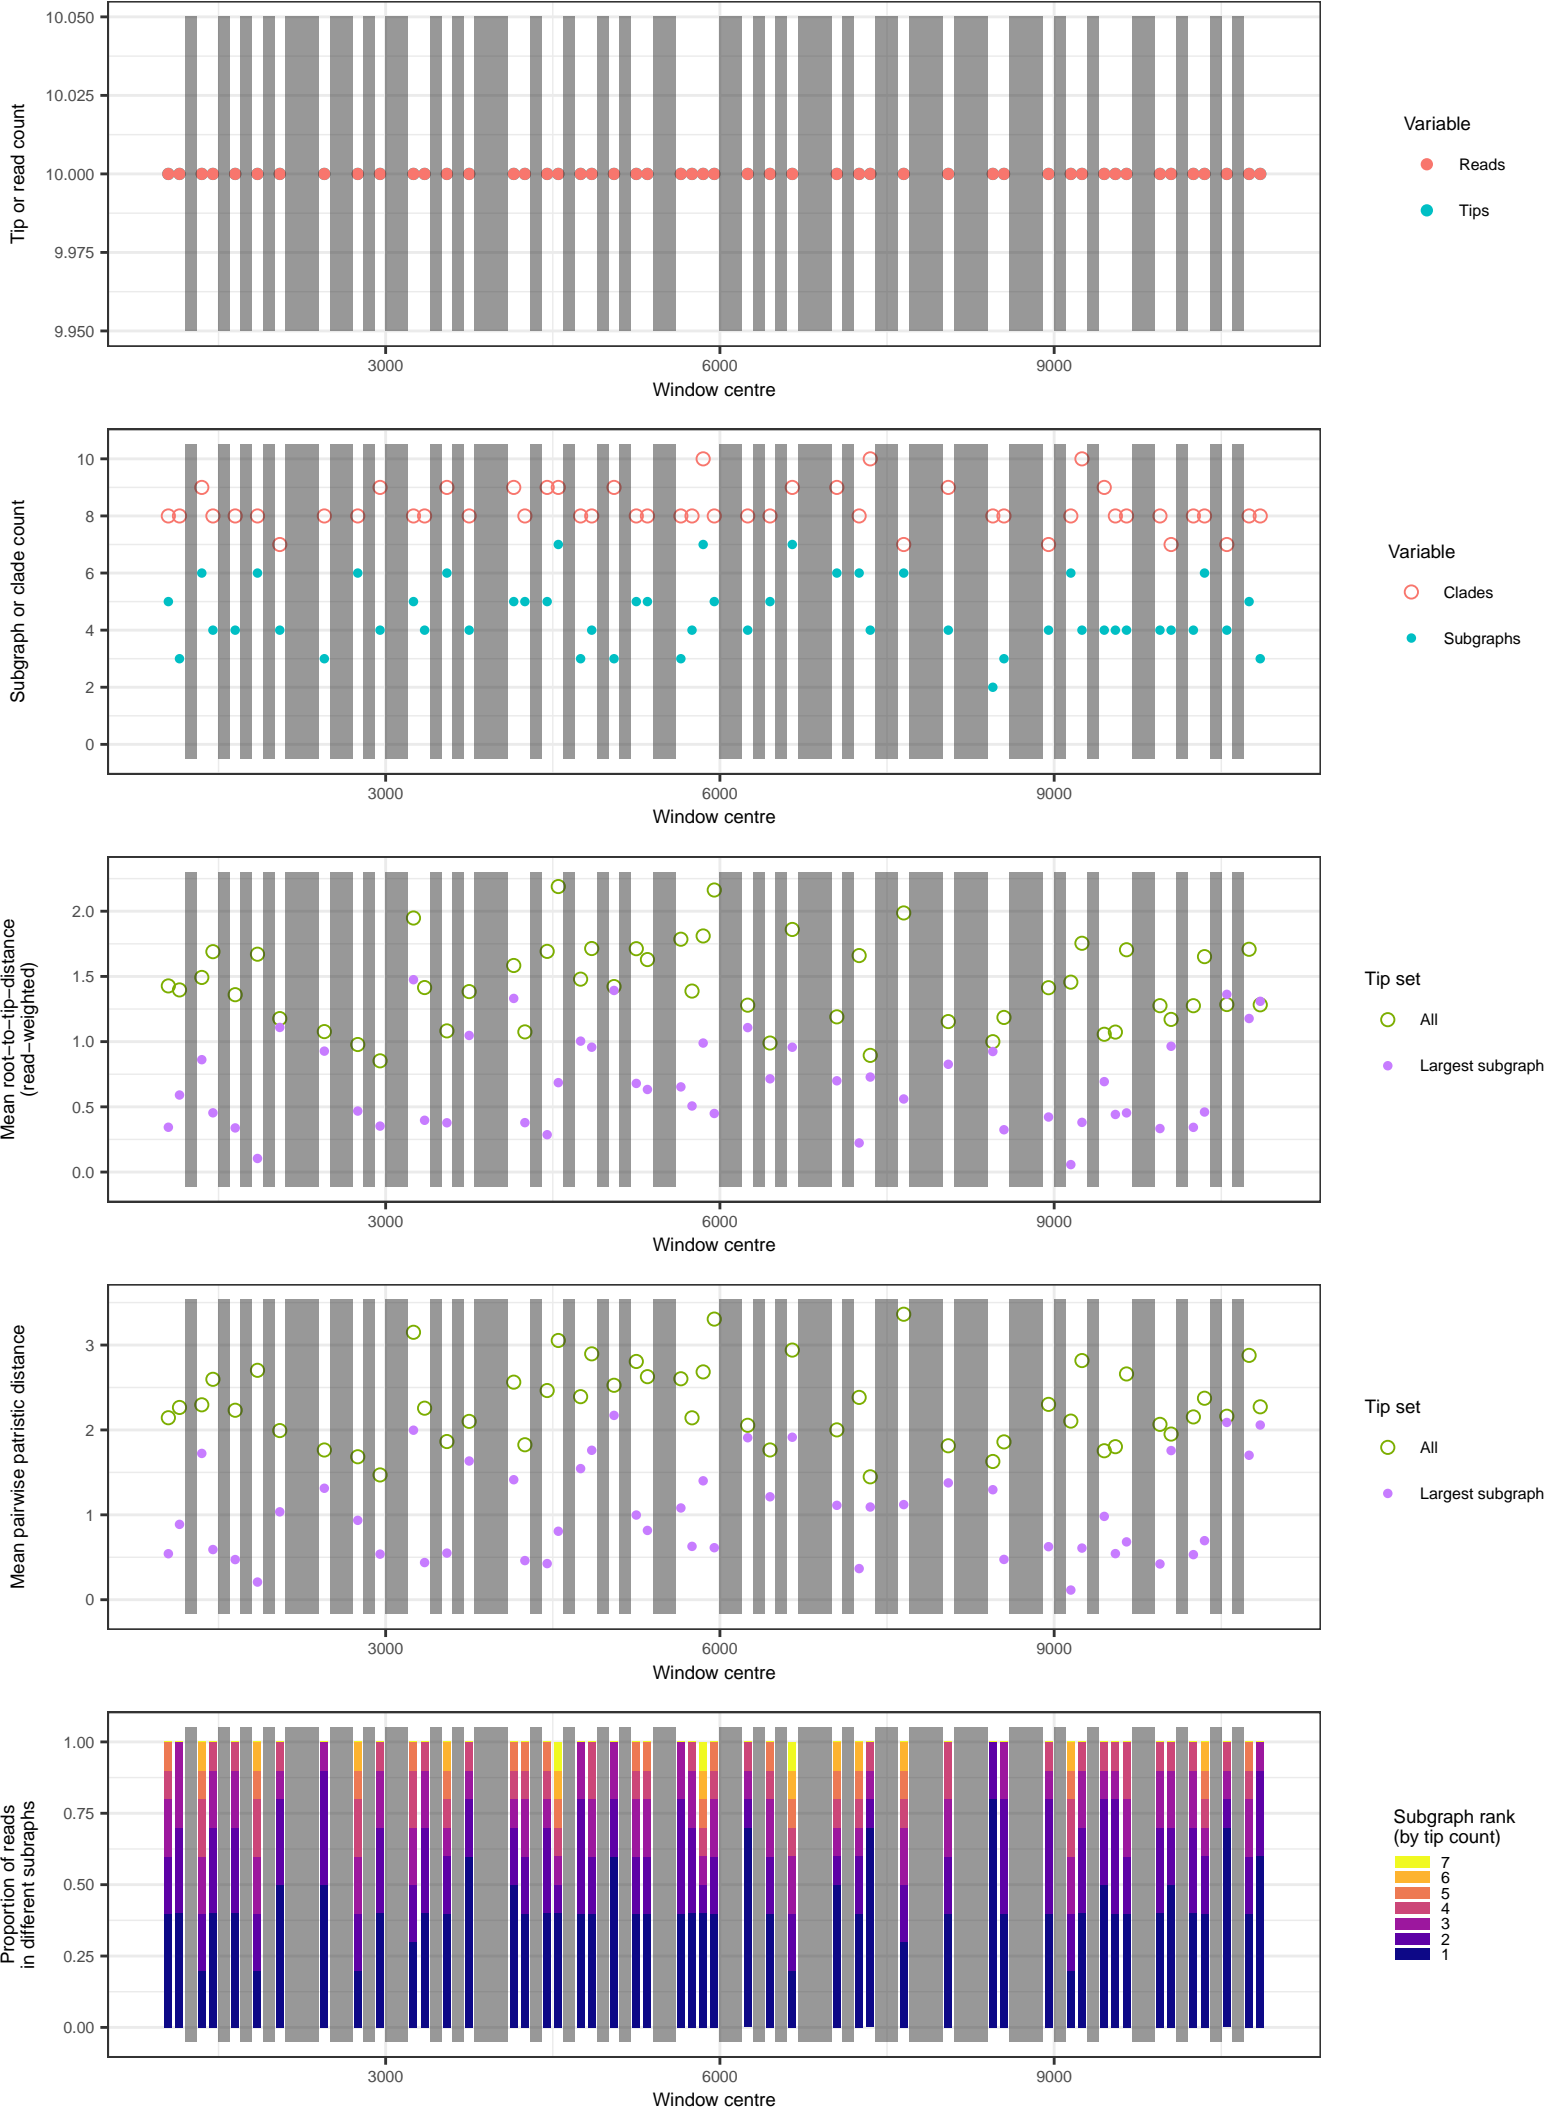 10.050
10.025
10.000
9.975
9.950
Tip or read count
3000 6000 9000
Window centre
Variable
Reads
Tips
10
8
6
4
2
0
Subgraph or clade count
3000 6000 9000
Window centre
Variable
Clades
Subgraphs
2.0
1.5
1.0
0.5
0.0
Mean root−to−tip−distance
(read−weighted)
3000 6000 9000
Window centre
Tip set
All
Largest subgraph
3
2
1
0
Mean pairwise patristic distance
3000 6000 9000
Window centre
Tip set
All
Largest subgraph
1.00
0.75
0.50
0.25
0.00
Proportion of reads
in different subraphs
3000 6000 9000
Window centre
Subgraph rank
(by tip count)
7
6
5
4
3
2
1